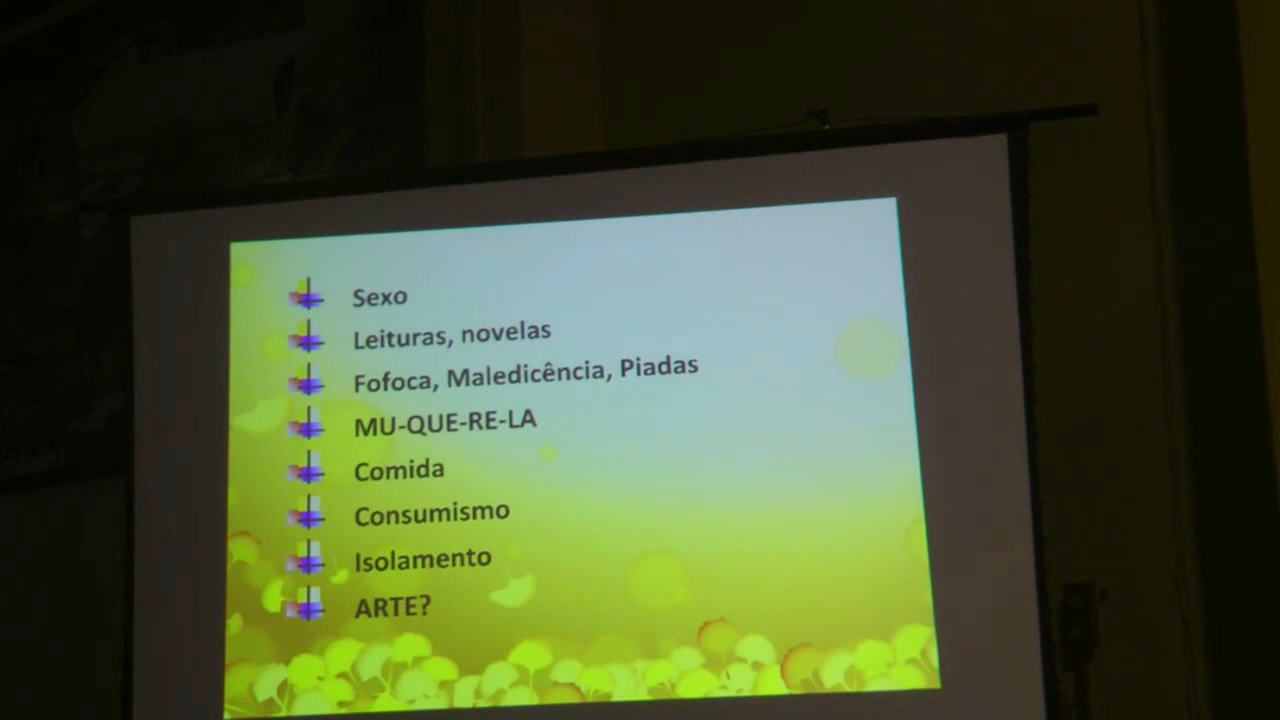 Sexo
Leituras, novelas
Fofoca, Maledicência, Piadas
MU-QUE-RE-LA
Comida
Consumismo
Isolamento
ARTE?